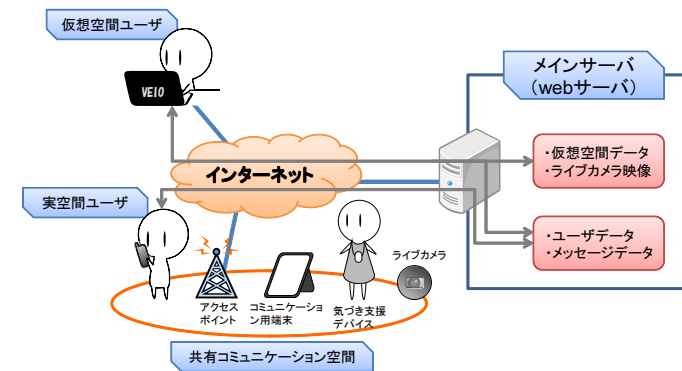 仮想空間ユーザ
VEIO
メインサーバ
（webサーバ）
インターネット
・仮想空間データ
・ライブカメラ映像
実空間ユーザ
・ユーザデータ
・メッセージデータ
ライブカメラ
アクセス
ポイント
コミュニケーショ
ン用端末
気づき支援
デバイス
共有コミュニケーション空間